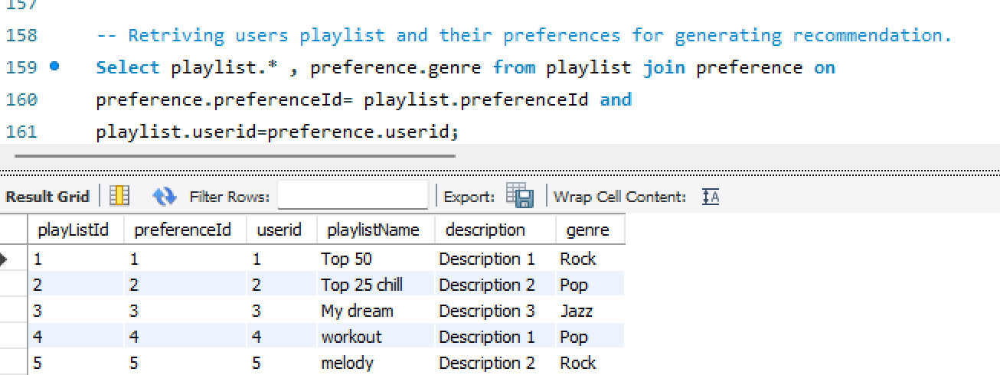 157
158 -- Retriving users playlist and their preferences for generating recommendation.
159 Select playlist.* , preference.genre from playlist join preference on
160 preference.preferenceId= playlist.preferenceId and
161 playlist.userid=preference.userid;
Result Grid Filter Rows: Export: Wrap Cell Content: IA
playListId preferenceId userid playlistName description genre
1 1 1 Top 50 Description 1 Rock
2 2 2 Top 25 chill Description 2 Pop
3 3 3 My dream Description 3 Jazz
4 4 4 workout Description 1 Pop
5 5 5 melody Description 2 Rock